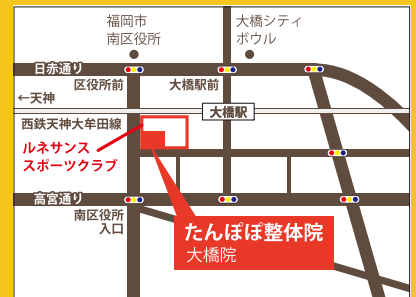 福岡市
南区役所
大橋シティ
ボウル
日赤通り
区役所前
大橋駅前
←天神
大橋駅
西鉄天神大牟田線
ルネサンス
スポーツクラブ
高宮通り
南区役所
入口
たんぽぽ整体院
大橋院